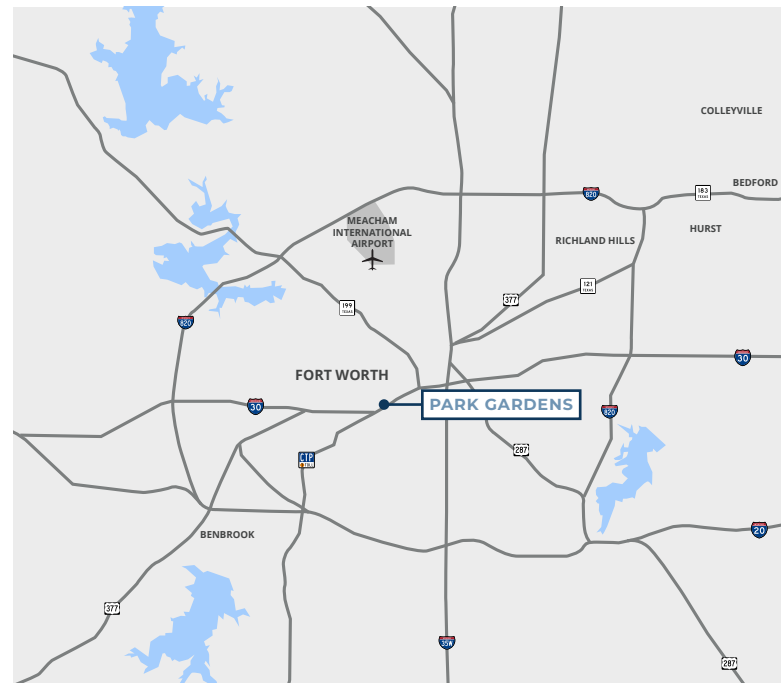 COLLEYVILLE
BEDFORD
183
TEXAS
820
HURST
MEACHAM
INTERNATIONAL
AIRPORT
RICHLAND HILLS
121
TEXAS
377
199
TEXAS
820
30
FORT WORTH
PARK GARDENS
30
820
287
CTP
TOLL
20
BENBROOK
377
35W
287